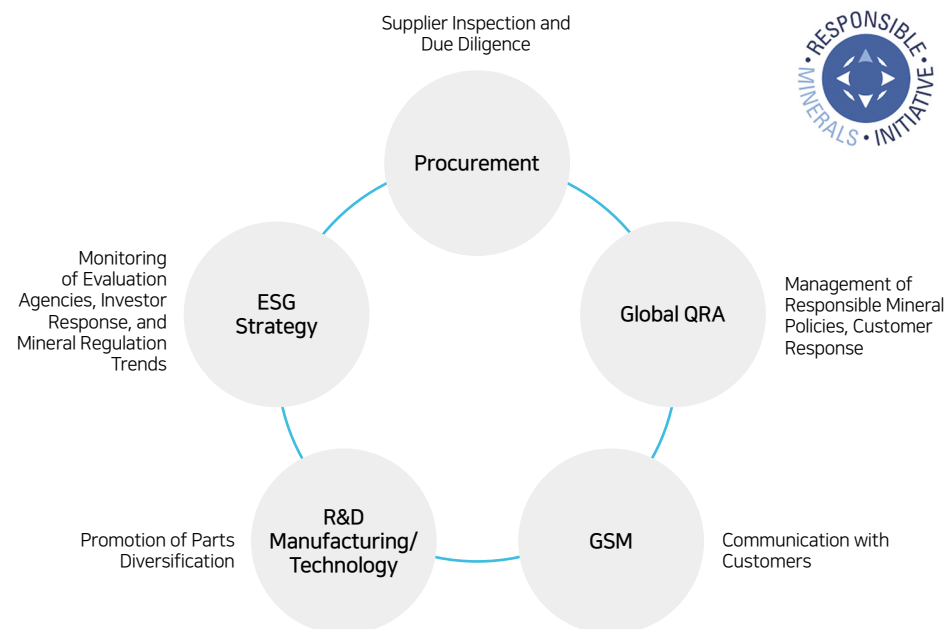 Supplier Inspection and
Due Diligence
RESPONSIBLE
MINERALS • INITIATIVE
Procurement
Monitoring
of Evaluation
Agencies, Investor
Response, and
Mineral Regulation
Trends
ESG
Strategy
Global QRA
Management of
Responsible Mineral
Policies, Customer
Response
Promotion of Parts
Diversification
R&D
Manufacturing/
Technology
GSM
Communication with
Customers